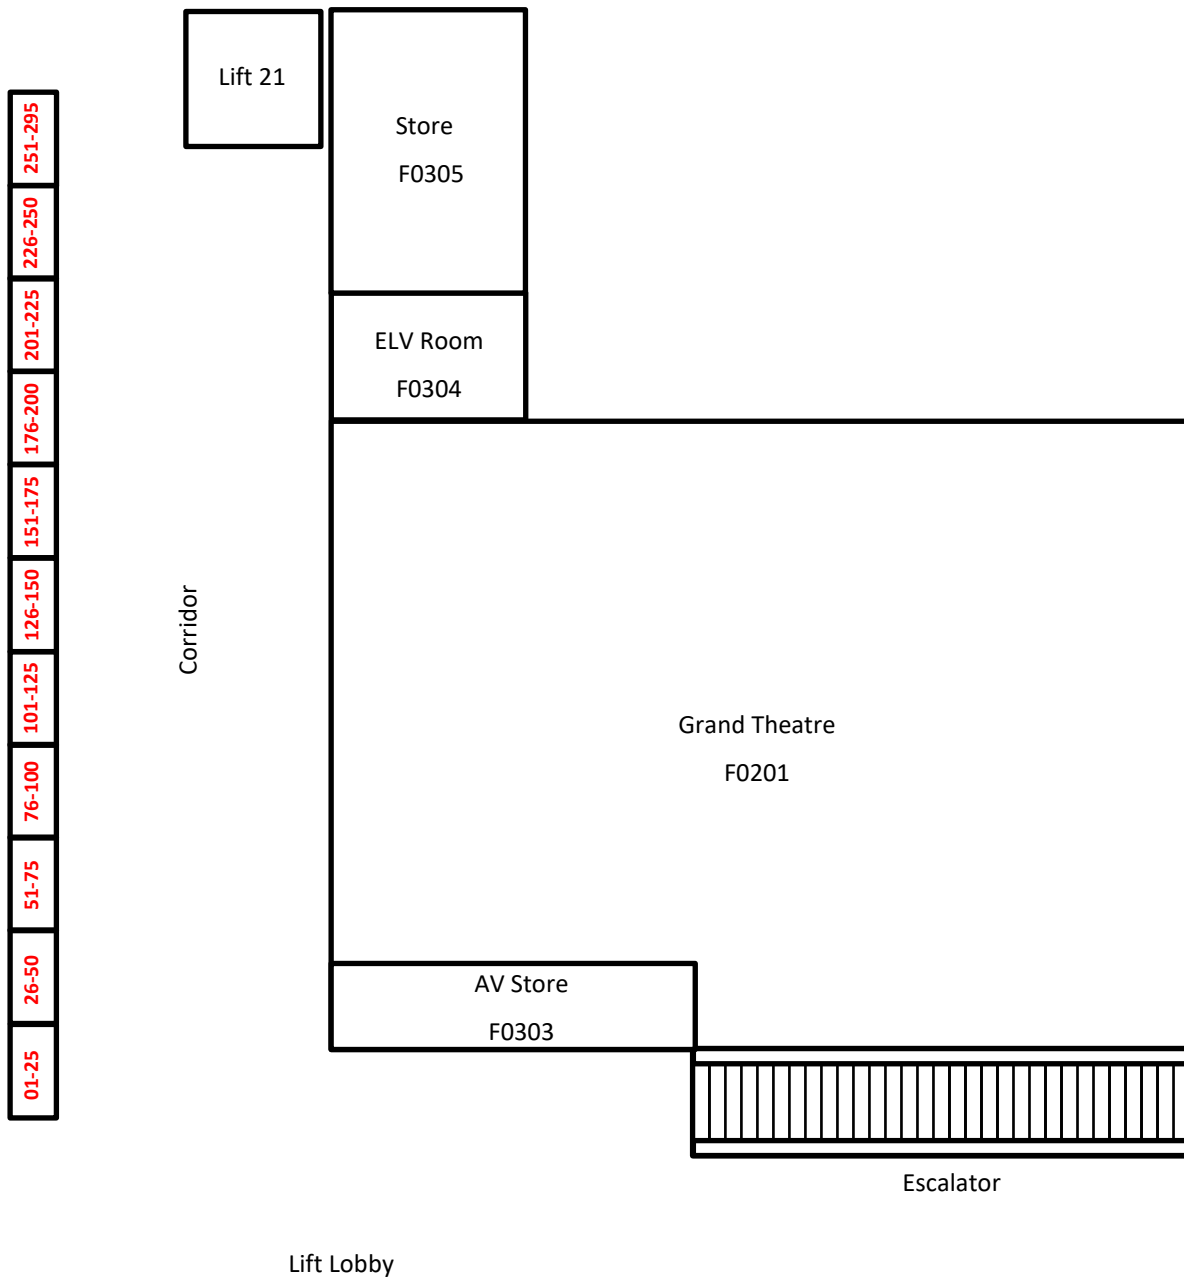 Lift 21
Store
F0305
251-295
226-250
201-225
176-200
151-175
126-150
101-125
76-100
51-75
26-50
01-25
ELV Room
F0304
Corridor
Grand Theatre
F0201
AV Store
F0303
Escalator
Lift Lobby